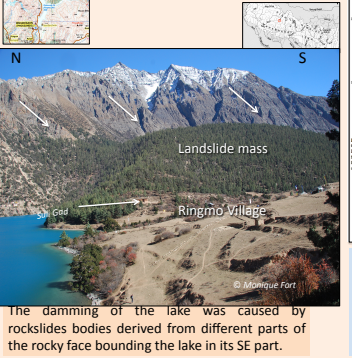 N S
Landslide mass
Suli Gad
Ringmo Village
© Monique Fort
The damming of the lake was caused by
rockslides bodies derived from different parts of
the rocky face bounding the lake in its SE part.